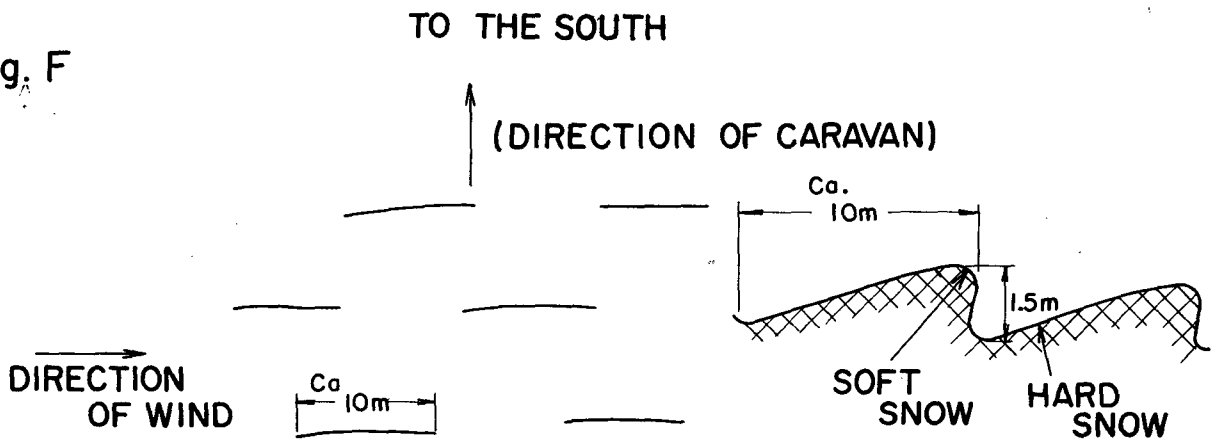 TO THE SOUTH
g. F
(DIRECTION OF CARAVAN)
Ca.
10m
1.5m
DIRECTION
OF WIND
Ca
10m
SOFT
SNOW
HARD
SNOW